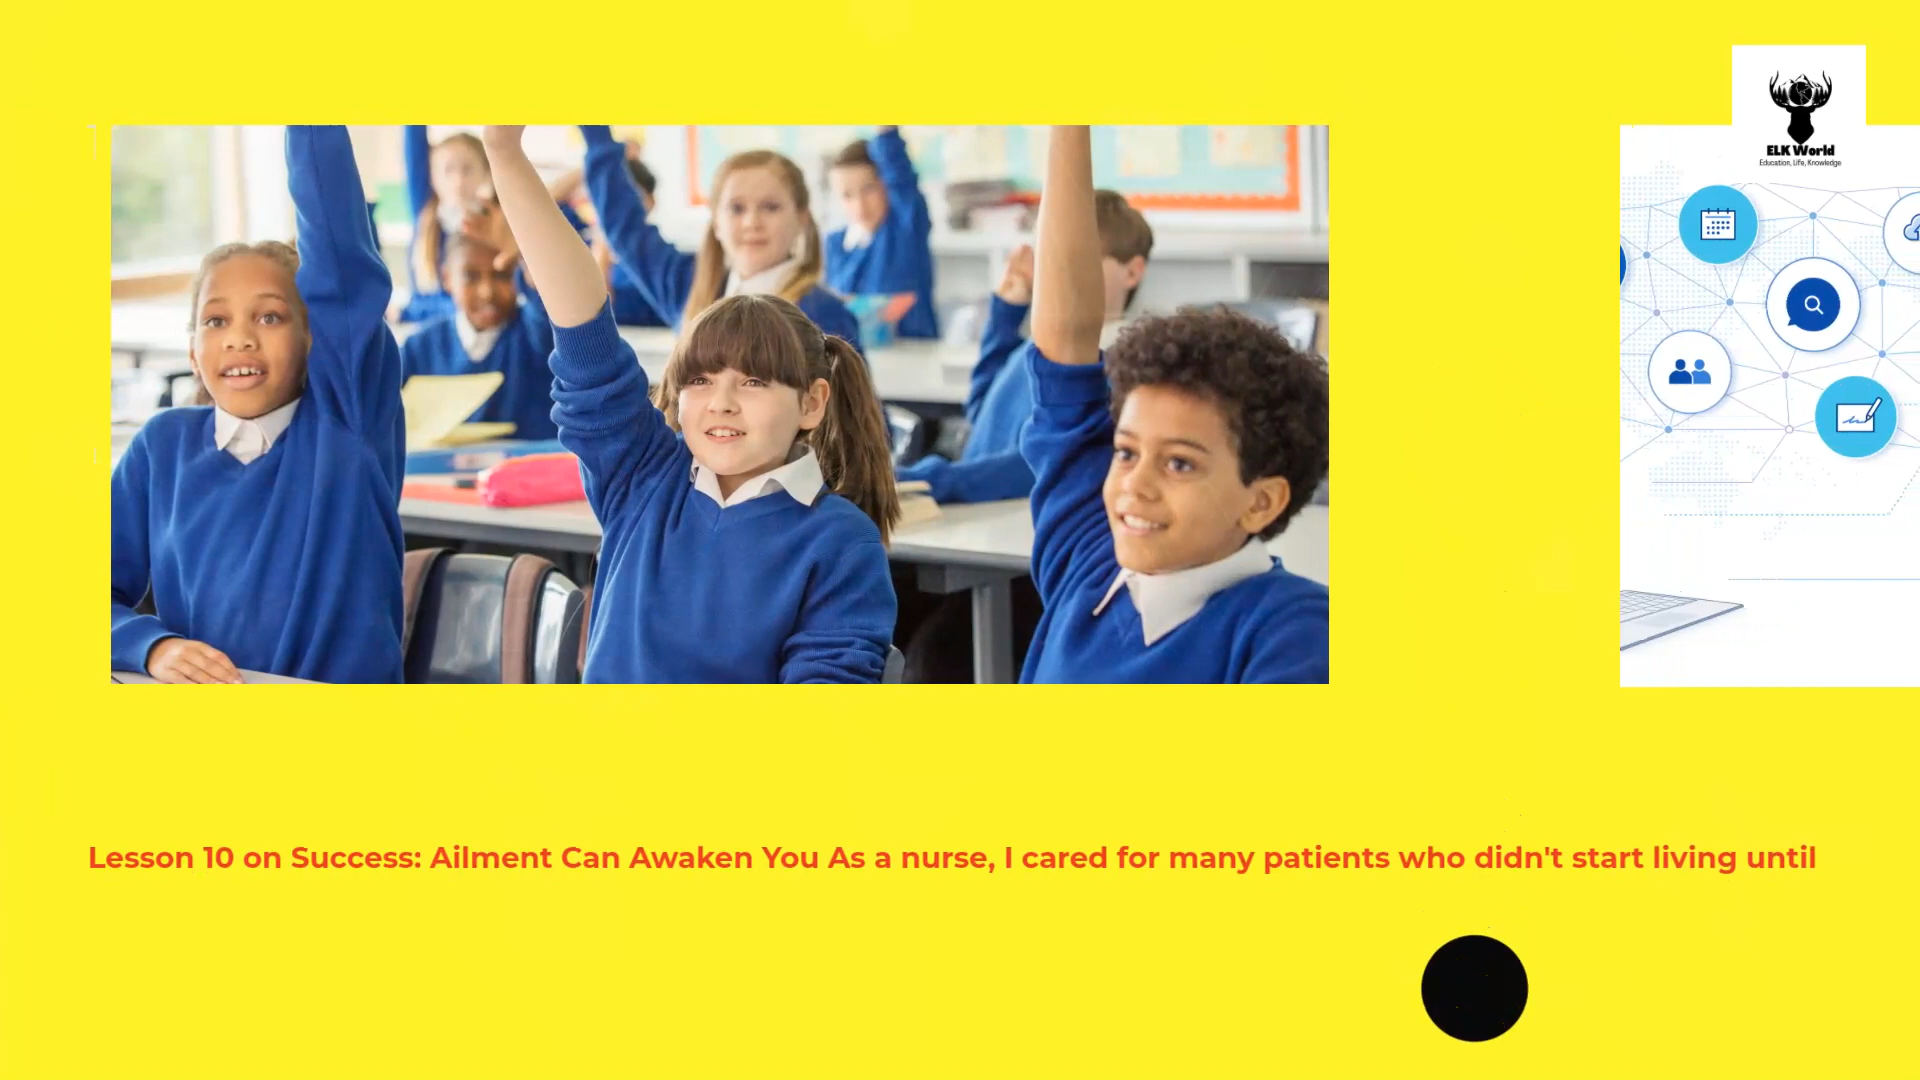 ELK World
Education, Life, Knowledge
Lesson 10 on Success: Ailment Can Awaken You As a nurse, I cared for many patients who didn't start living until